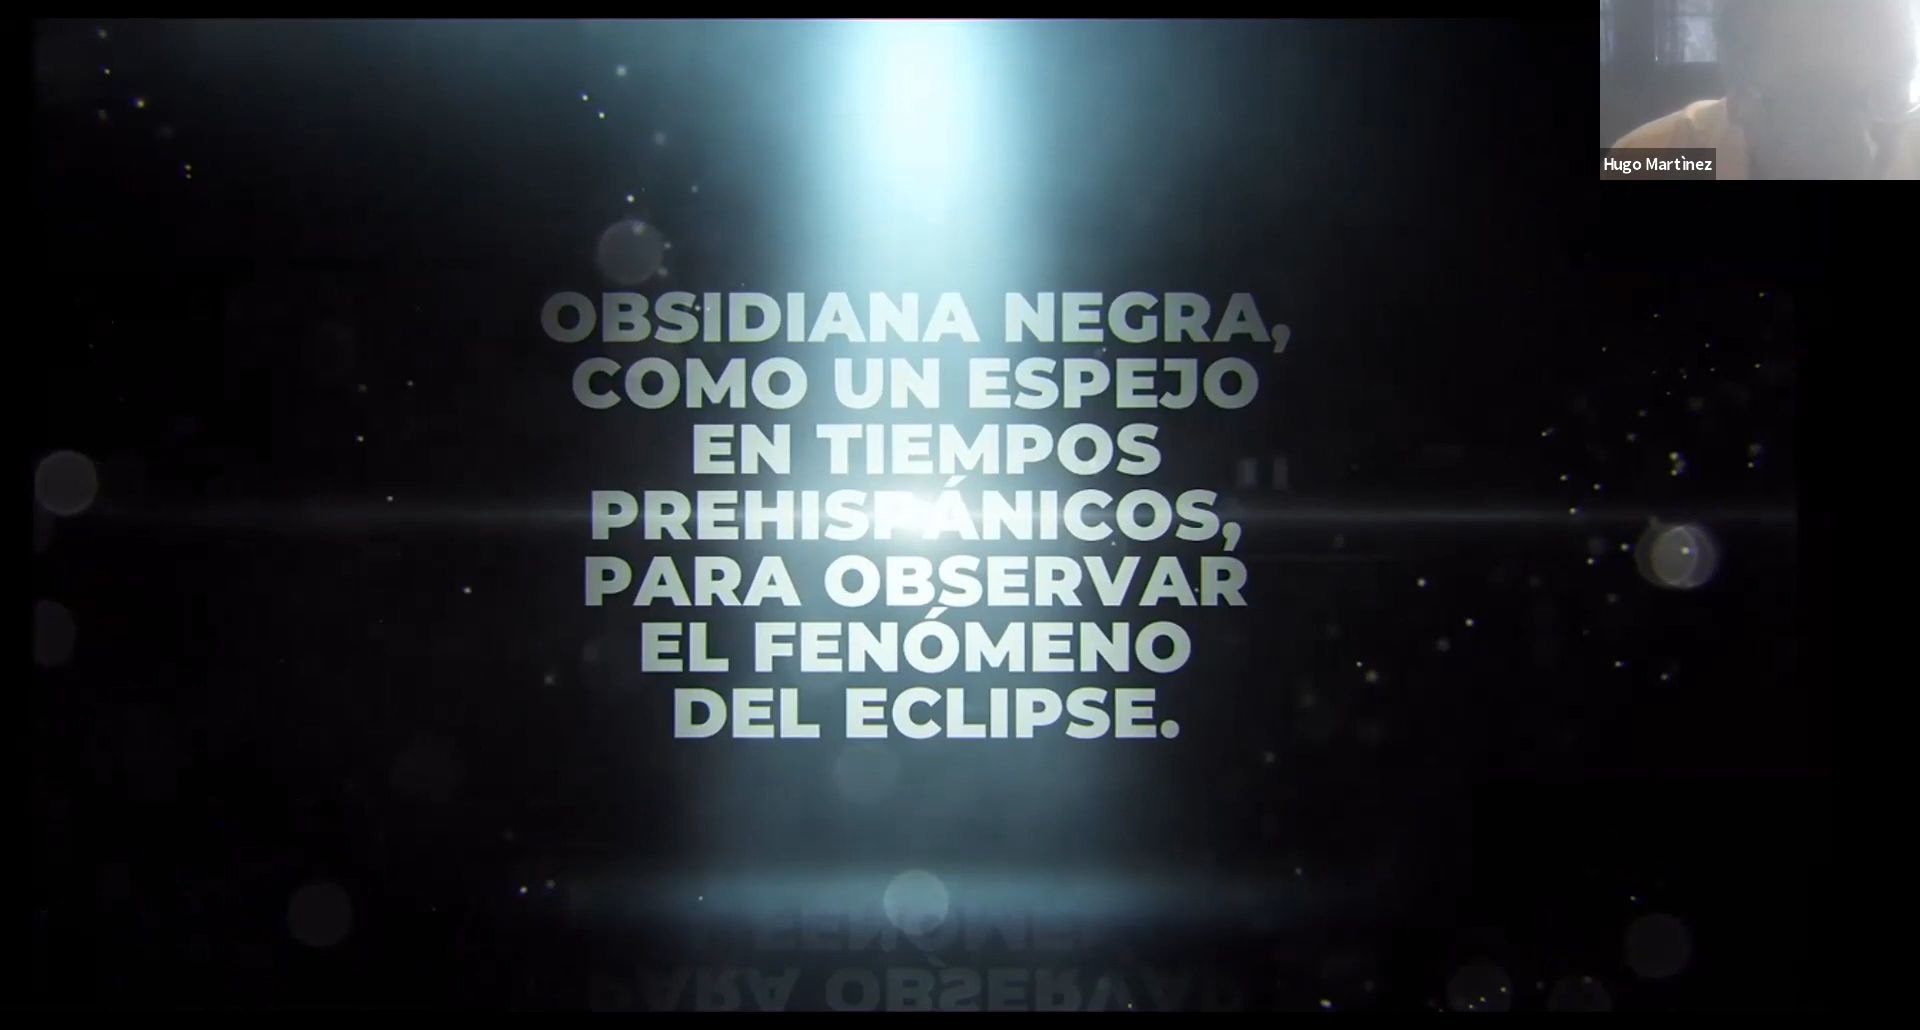 OBSIDIANA NEGRA,
COMO UN ESPEJO
EN TIEMPOS
PREHISPÁNICOS,
PARA OBSERVAR
EL FENÓMENO
DEL ECLIPSE.
Hugo Martìnez